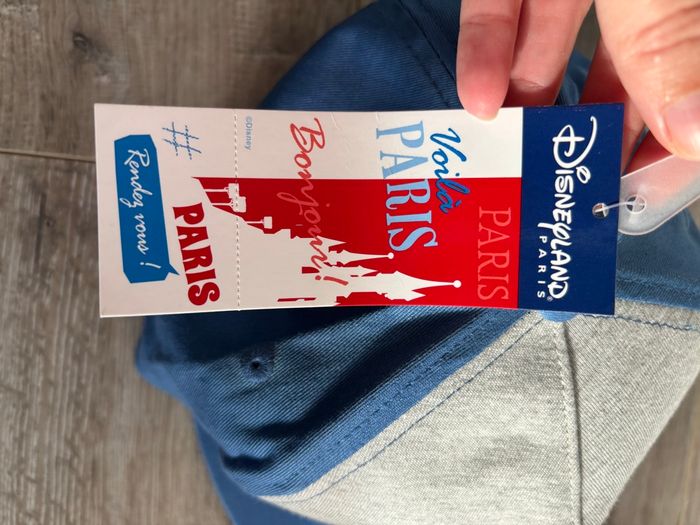 DISNEYLAND
PARIS®
PARIS
Voilà
PARIS
Bonjour!
©Disney
#
PARIS
Rendez vous!